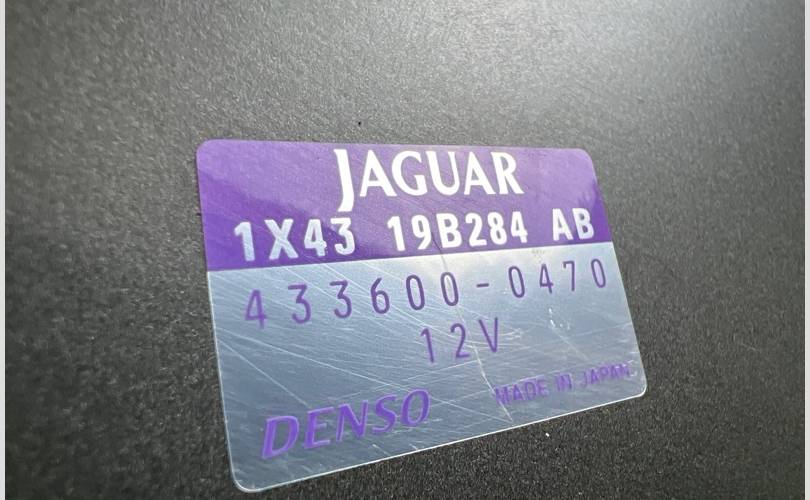 JAGUAR
1X43 19B284 AB
433600-0470
12V
DENSO MADE IN JAPAN